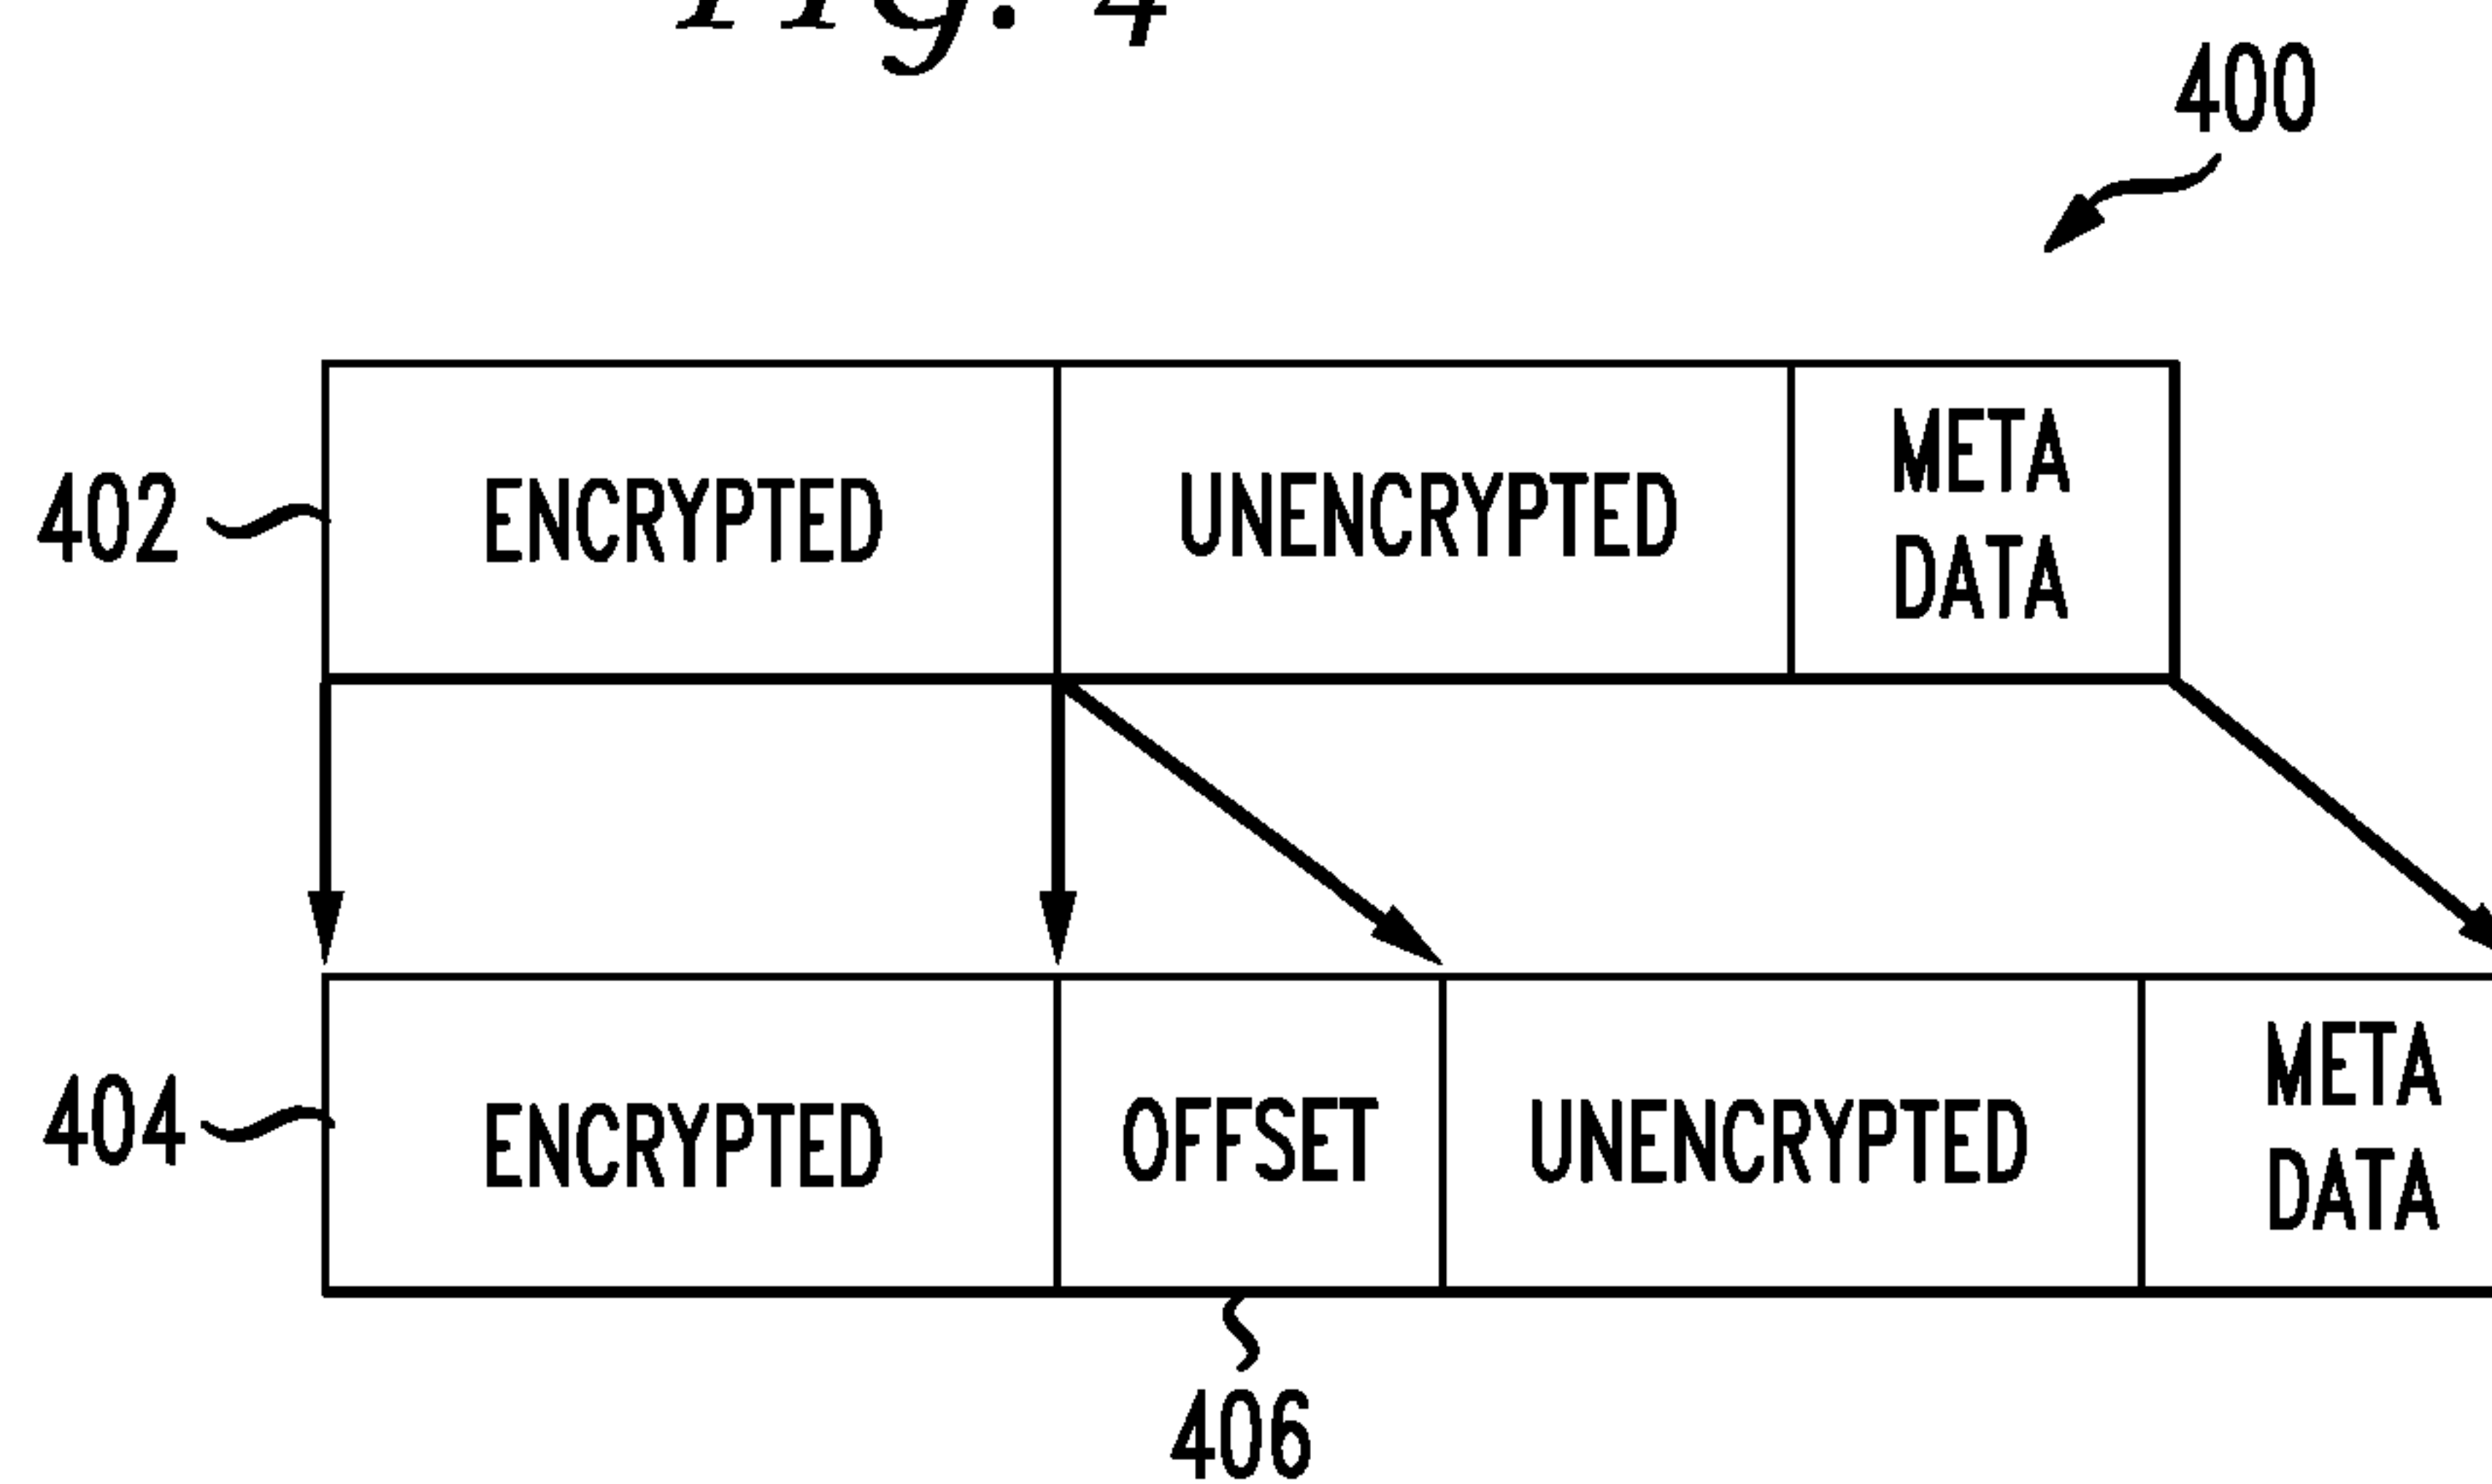 Fig. 4
400
402
ENCRYPTED
UNENCRYPTED
META
DATA
404
ENCRYPTED
OFFSET
UNENCRYPTED
META
DATA
406